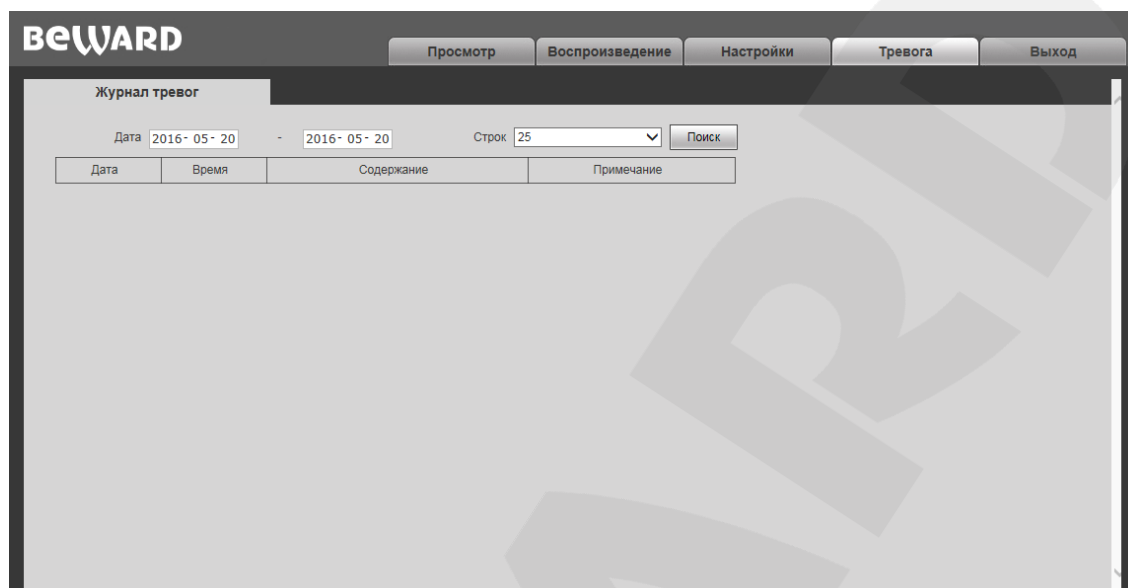 BEWARD
Просмотр Воспроизведение Настройки Тревога Выход
Журнал тревог
Дата 2016- 05- 20 - 2016- 05- 20 Строк 25 Поиск
Дата Время Содержание Примечание